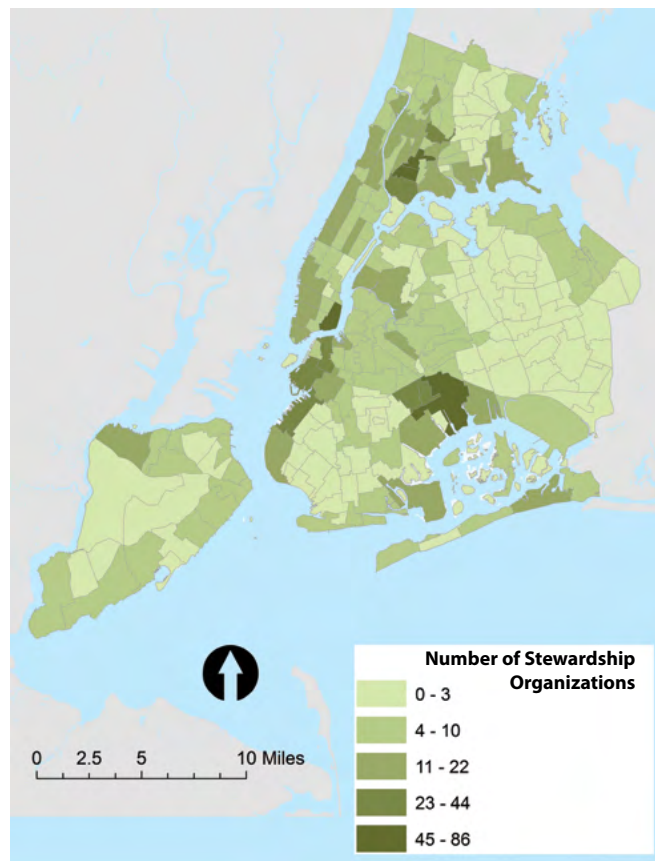 Number of Stewardship
Organizations
0 - 3
4 - 10
11 - 22
23 - 44
45 - 86
0 2.5 5 10 Miles